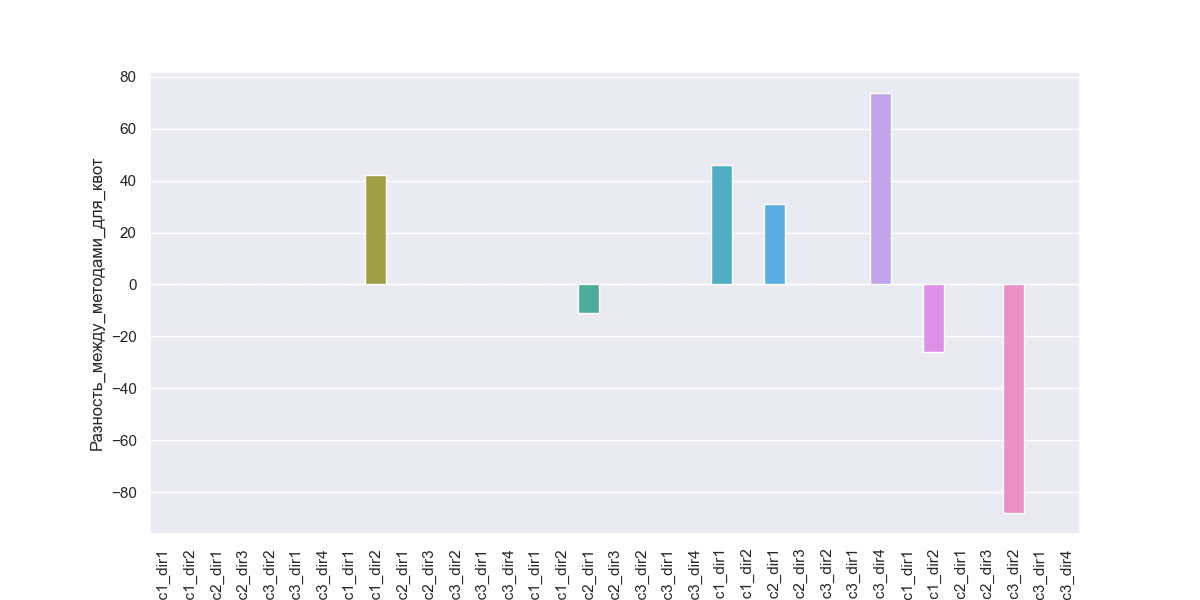 Разность_между_методами_для_квот
80
60
40
20
0
−20
−40
−60
−80
c1_dir1
c1_dir2
c2_dir1
c2_dir3
c3_dir2
c3_dir1
c3_dir4
c1_dir1
c1_dir2
c2_dir1
c2_dir3
c3_dir2
c3_dir1
c3_dir4
c1_dir1
c1_dir2
c2_dir1
c2_dir3
c3_dir2
c3_dir1
c3_dir4
c1_dir1
c1_dir2
c2_dir1
c2_dir3
c3_dir2
c3_dir1
c3_dir4
c1_dir1
c1_dir2
c2_dir1
c2_dir3
c3_dir2
c3_dir1
c3_dir4